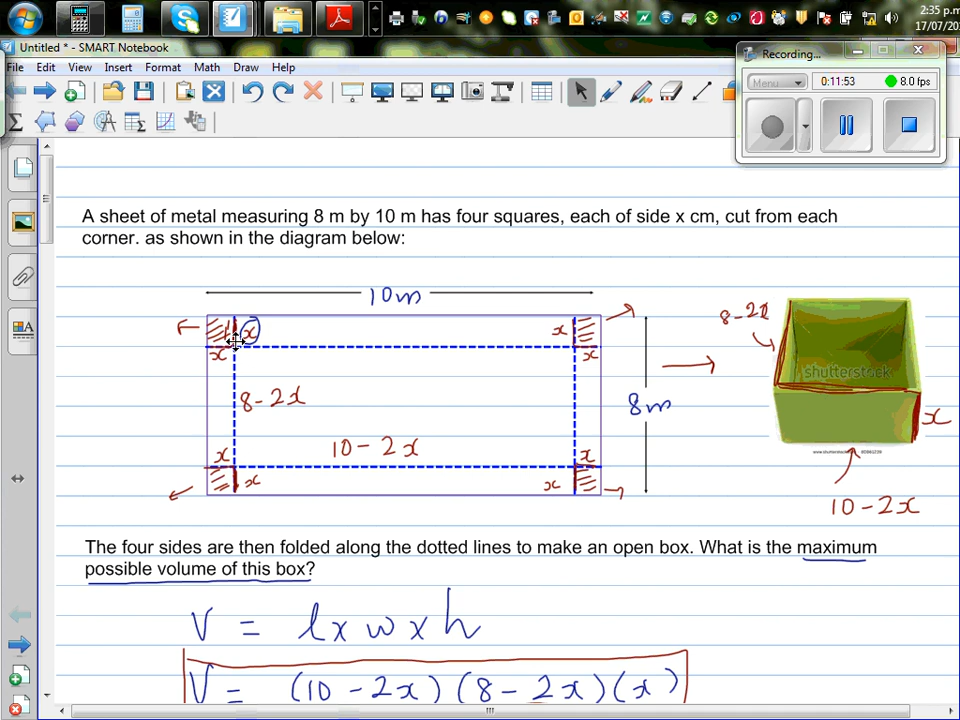 2:35 pm
17/07/20
Untitled * - SMART Notebook
File Edit View Insert Format Math Draw Help
Recording...
Menu
0:11:53
8.0 fps
A sheet of metal measuring 8 m by 10 m has four squares, each of side x cm, cut from each
corner. as shown in the diagram below:
10m
x
x
x
x
8-2x
8m
10-2x
x
x
x
x
8-2x
shutterstock
x
10-2x
The four sides are then folded along the dotted lines to make an open box. What is the maximum
possible volume of this box?
V = l x w x h
V = (10-2x)(8-2x)(x)